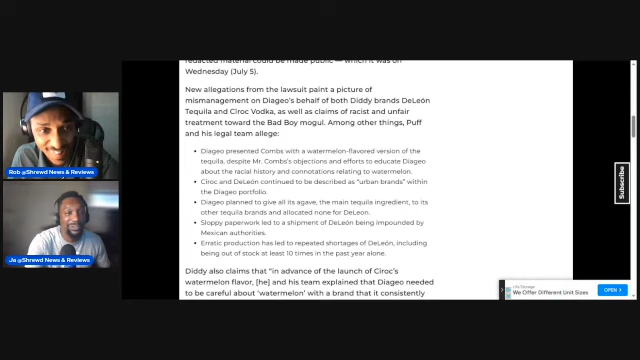 redacted material could be made public — which it was on
Wednesday (July 5).
New allegations from the lawsuit paint a picture of
mismanagement on Diageo's behalf of both Diddy brands DeLeón
Tequila and Cîroc Vodka, as well as claims of racist and unfair
treatment toward the Bad Boy mogul. Among other things, Puff
and his legal team allege:
• Diageo presented Combs with a watermelon-flavored version of the
tequila, despite Mr. Combs's objections and efforts to educate Diageo
about the racial history and connotations relating to watermelon.
• Ciroc and DeLeón continued to be described as "urban brands" within
the Diageo portfolio.
• Diageo planned to give all its agave, the main tequila ingredient, to its
other tequila brands and allocated none for DeLeon.
• Sloppy paperwork led to a shipment of DeLeón being impounded by
Mexican authorities.
• Erratic production has led to repeated shortages of DeLeón, including
being out of stock at least 10 times in the past year alone.
Diddy also claims that "in advance of the launch of Ciroc's
watermelon flavor, [he] and his team explained that Diageo needed
to be careful about 'watermelon' with a brand that it consistently
Rob @Shrewd News & Reviews
Ja @Shrewd News & Reviews
Subscribe
Life Storage
We Offer Different Unit Sizes
OPEN